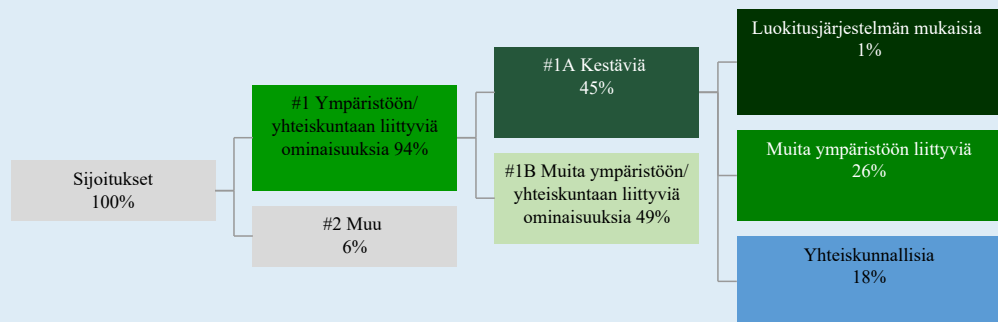 Sijoitukset
100%
#1 Ympäristöön/
yhteiskuntaan liittyviä
ominaisuuksia 94%
#2 Muu
6%
#1A Kestäviä
45%
#1B Muita ympäristöön/
yhteiskuntaan liittyviä
ominaisuuksia 49%
Luokitusjärjestelmän mukaisia
1%
Muita ympäristöön liittyviä
26%
Yhteiskunnallisia
18%